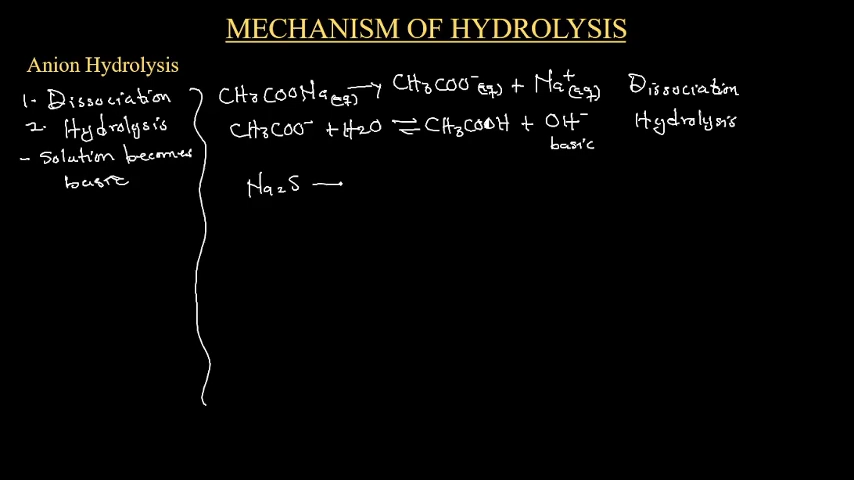 MECHANISM OF HYDROLYSIS
Anion Hydrolysis
1. Dissociation
2. Hydrolysis
- Solution becomes
basic
CH3COONa(aq) → CH3COO⁻(aq) + Na⁺(aq) Dissociation
CH3COO⁻ + H2O ⇌ CH3COOH + OH⁻ Hydrolysis
basic
Na2S →